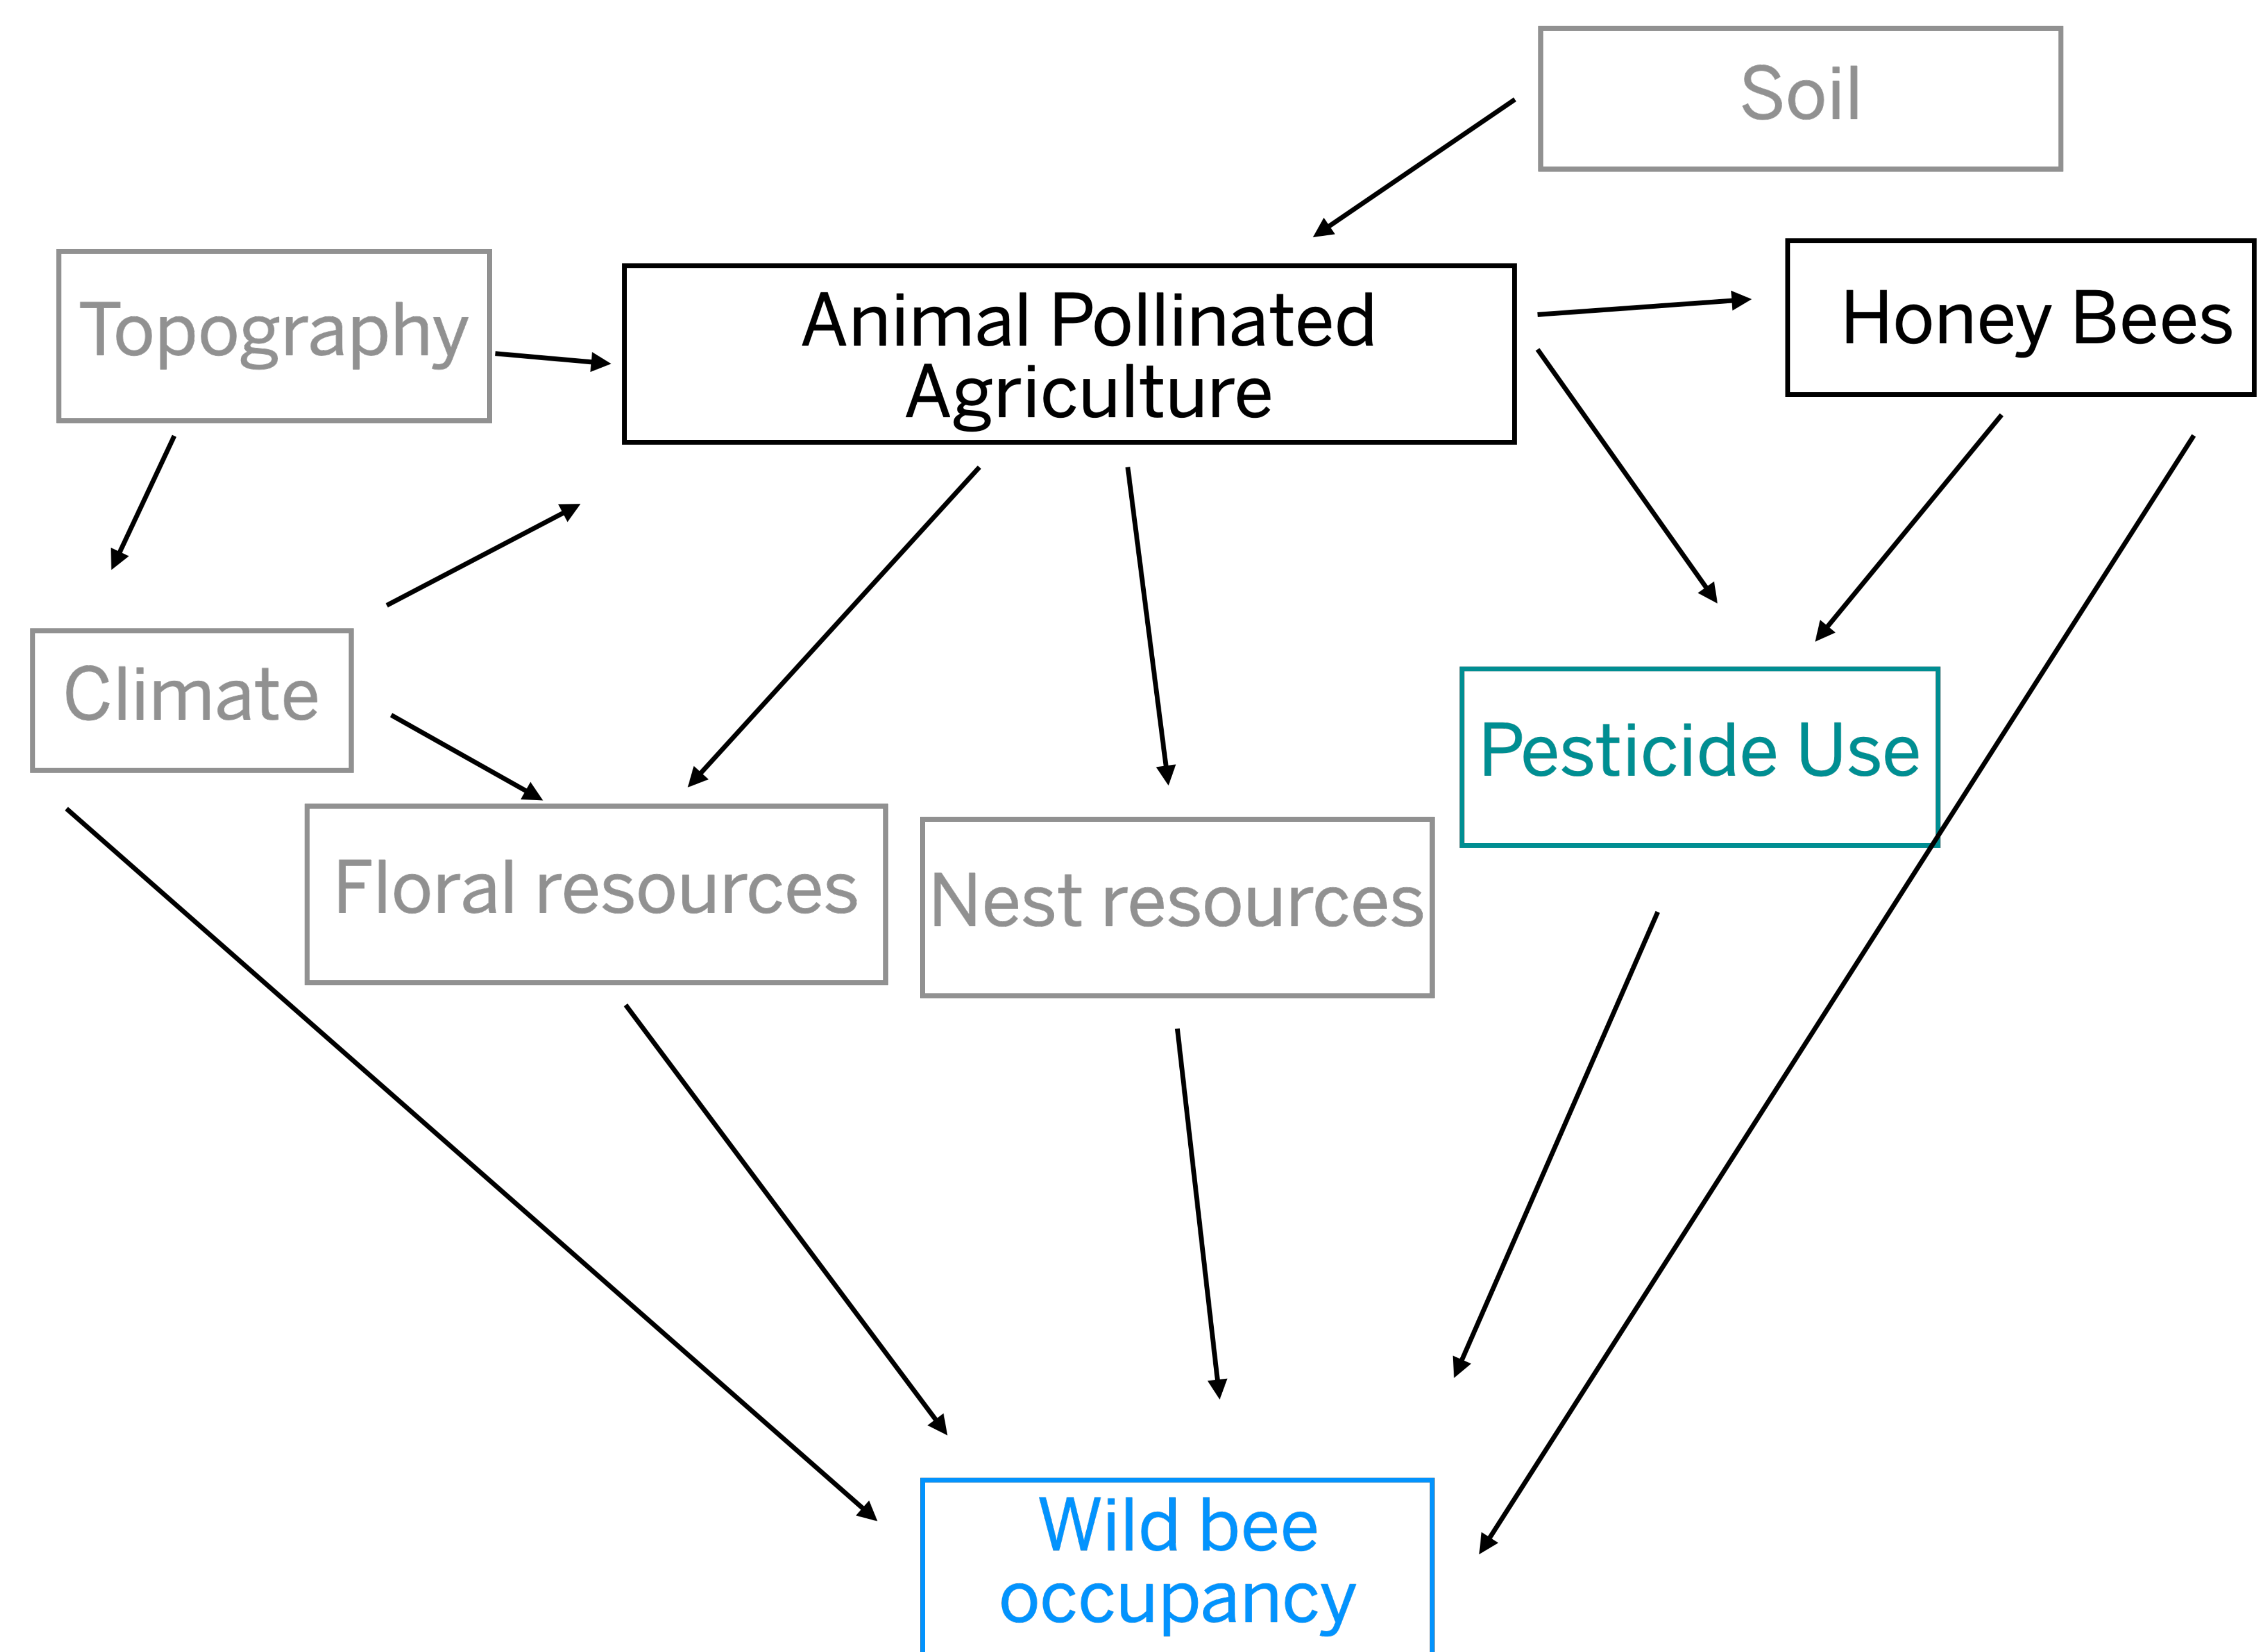 Soil
Topography
Animal Pollinated
Agriculture
Honey Bees
Climate
Pesticide Use
Floral resources
Nest resources
Wild bee
occupancy